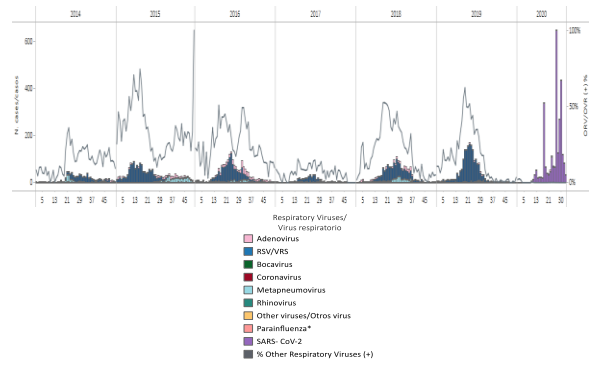 2014 2015 2016 2017 2018 2019 2020
600 100%
N. cases/casos
400
50%
ORV/OVR (+) %
200
0 0%
5 13 21 29 37 45 5 13 21 29 37 45 5 13 21 29 37 45 5 13 21 29 37 45 5 13 21 29 37 45 5 13 21 29 37 45 5 13 21 30
Respiratory Viruses/
Virus respiratorio
Adenovirus
RSV/VRS
Bocavirus
Coronavirus
Metapneumovirus
Rhinovirus
Other viruses/Otros virus
Parainfluenza*
SARS- CoV-2
% Other Respiratory Viruses (+)